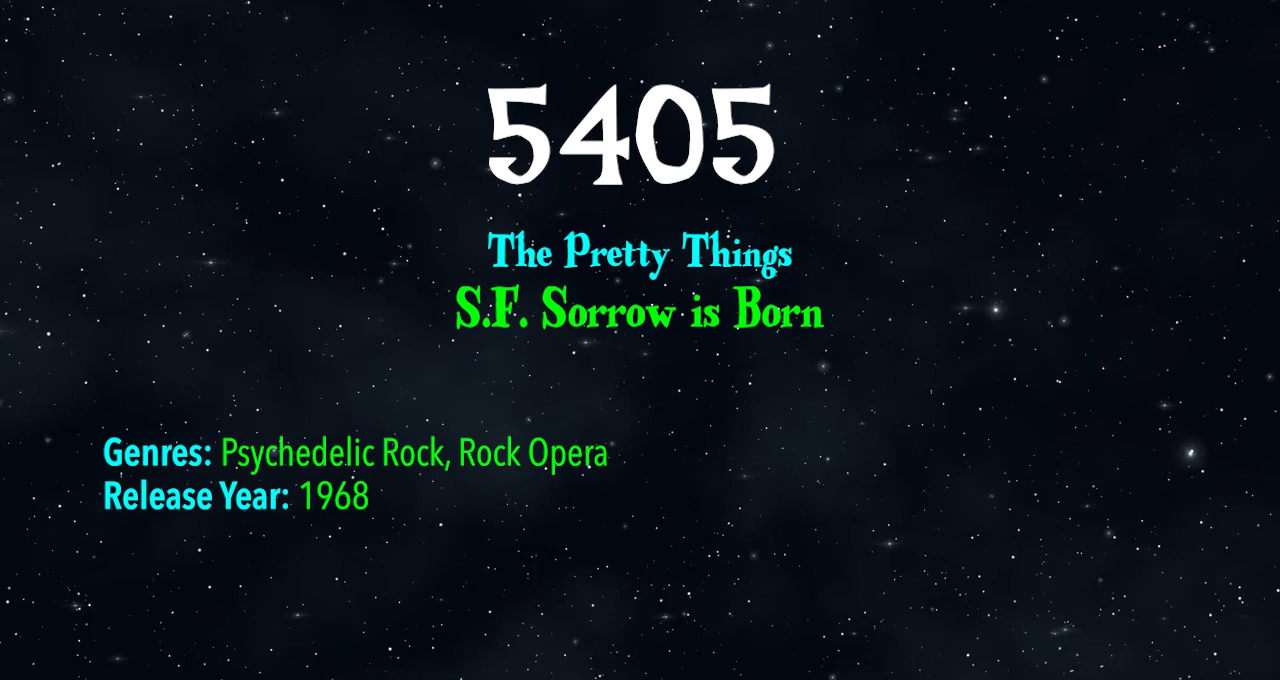 5405
The Pretty Things
S.F. Sorrow is Born
Genres: Psychedelic Rock, Rock Opera
Release Year: 1968